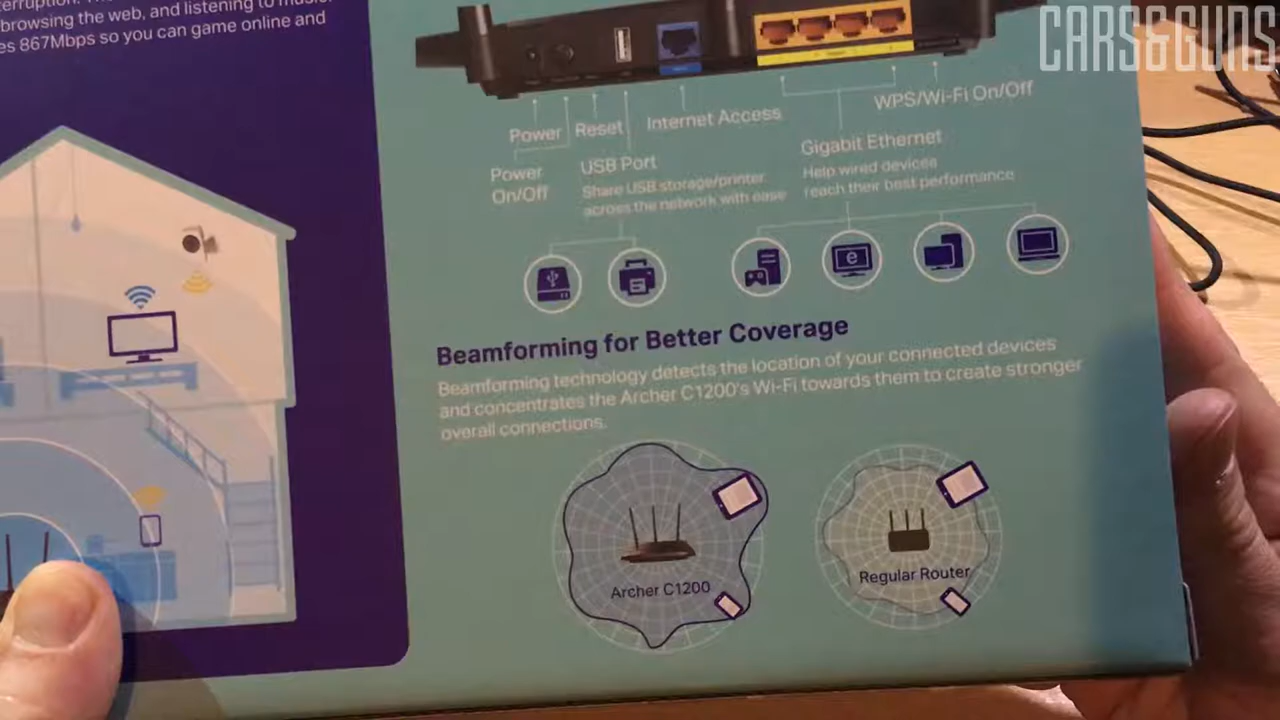 browsing the web, and listening to music.
es 867Mbps so you can game online and
CARS&GUNS
Power
Reset
Internet Access
WPS/Wi-Fi On/Off
Power
On/Off
USB Port
Share USB storage/printer
across the network with ease
Gigabit Ethernet
Help wired devices
reach their best performance
e
Beamforming for Better Coverage
Beamforming technology detects the location of your connected devices
and concentrates the Archer C1200's Wi-Fi towards them to create stronger
overall connections.
Archer C1200
Regular Router